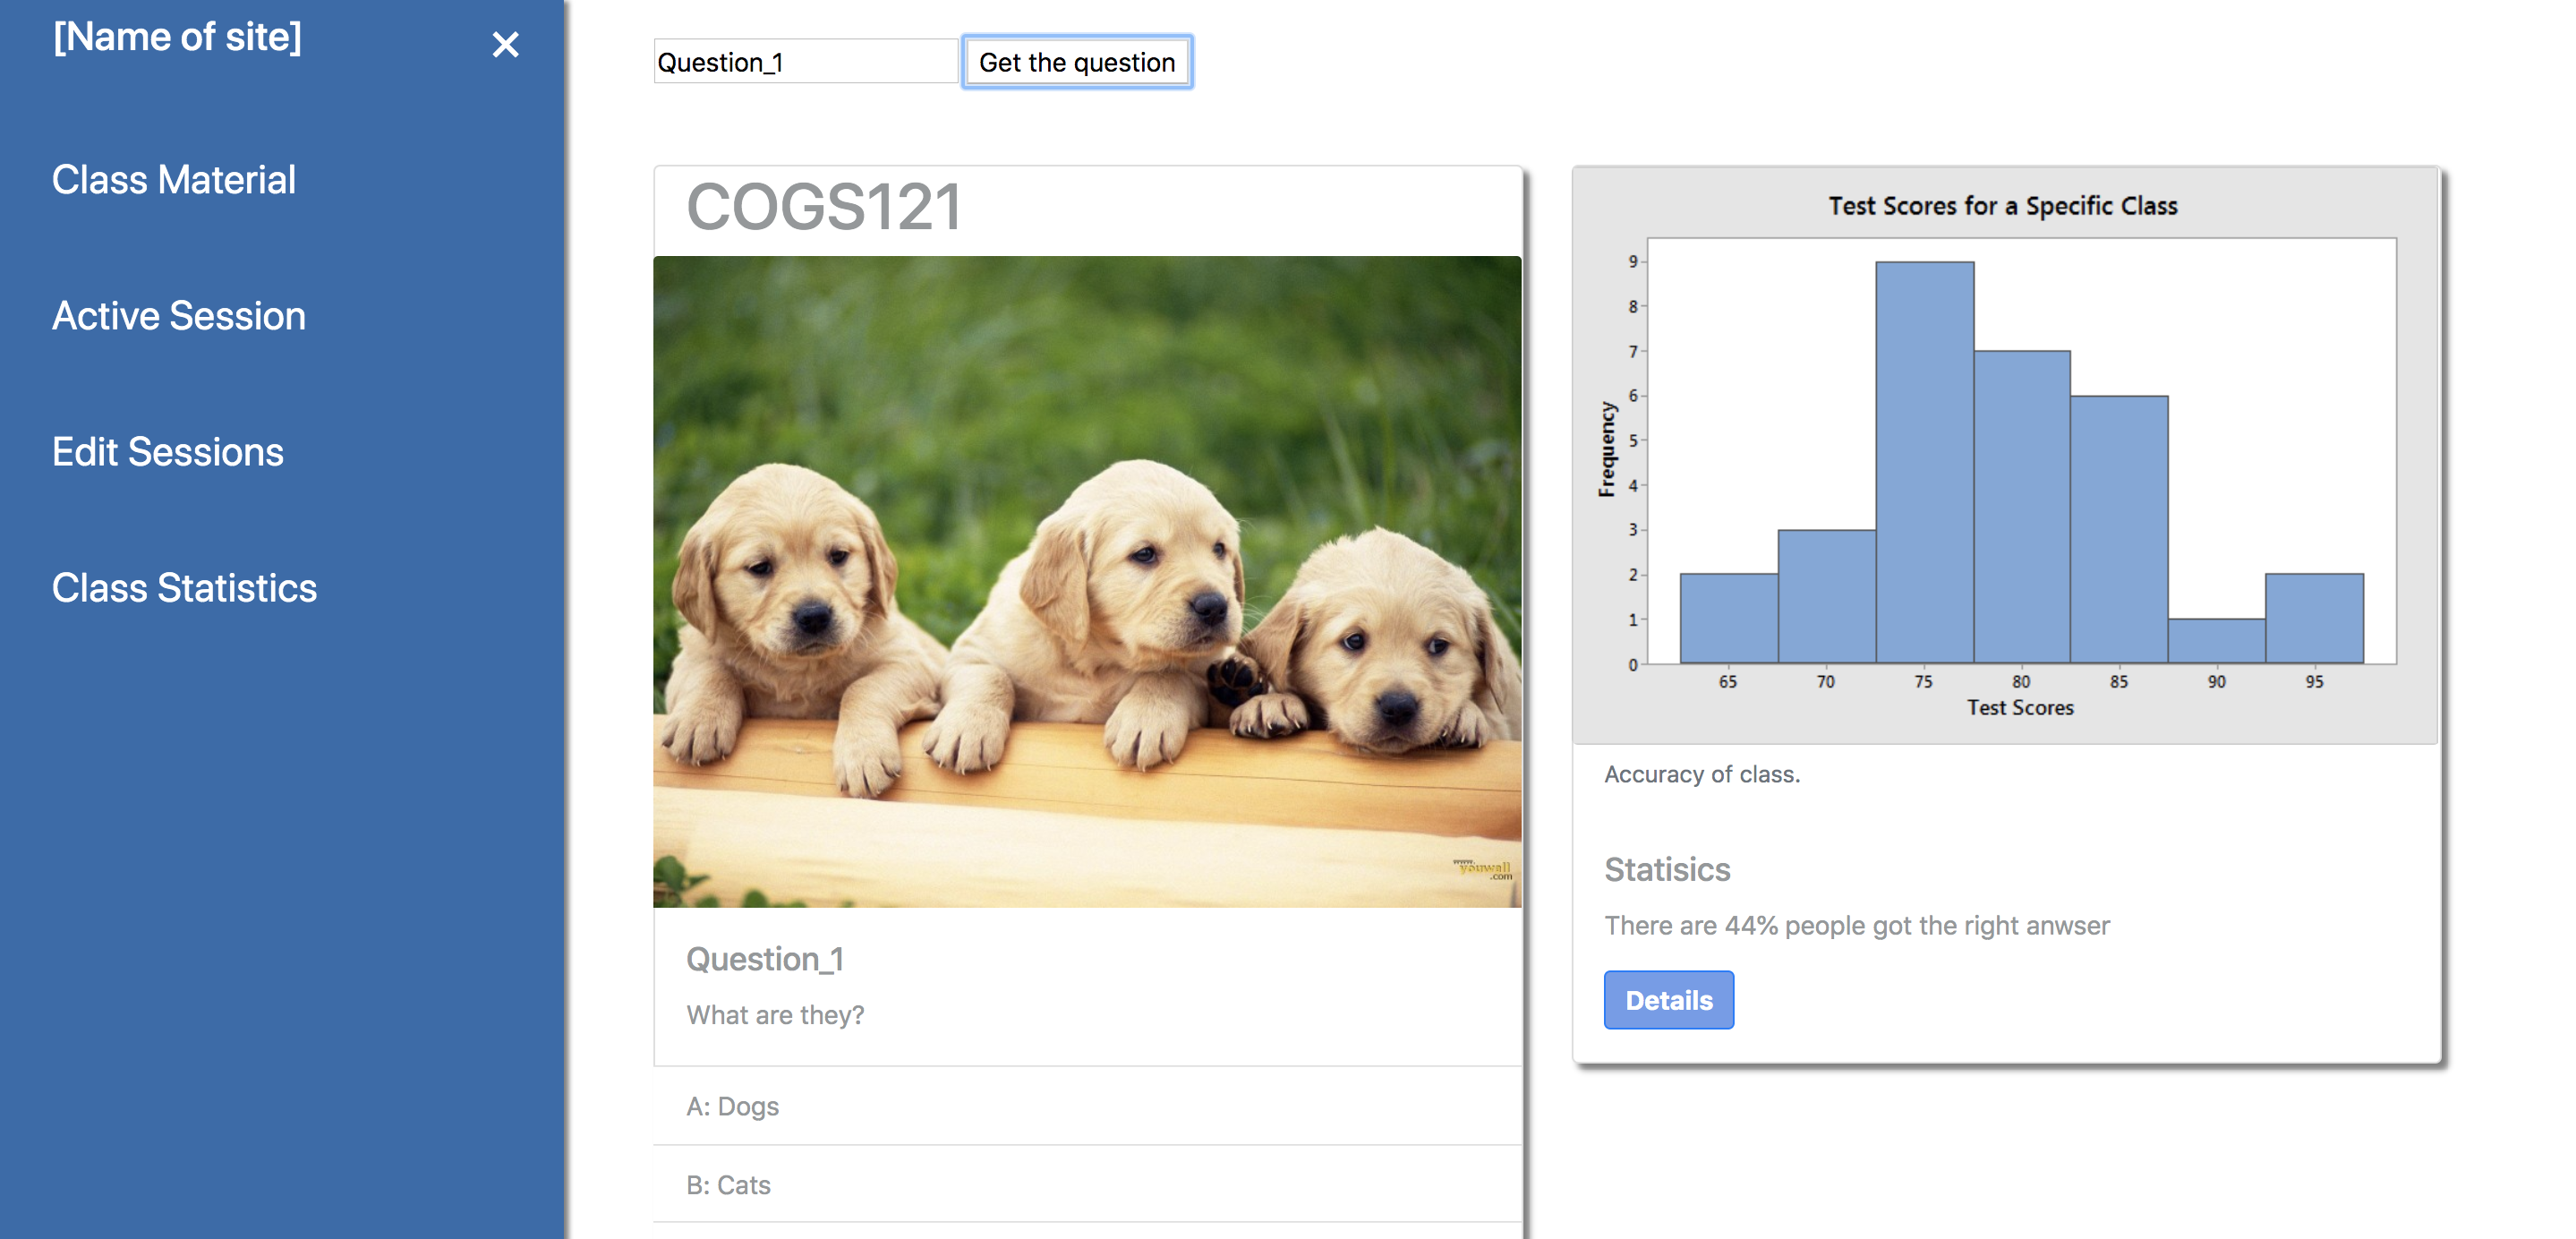 [Name of site]
×
Class Material
Active Session
Edit Sessions
Class Statistics
Question_1
Get the question
COGS121
www.
youwall
.com
Question_1
What are they?
A: Dogs
B: Cats
Test Scores for a Specific Class
Frequency
9
8
7
6
5
4
3
2
1
0
65 70 75 80 85 90 95
Test Scores
Accuracy of class.
Statisics
There are 44% people got the right anwser
Details